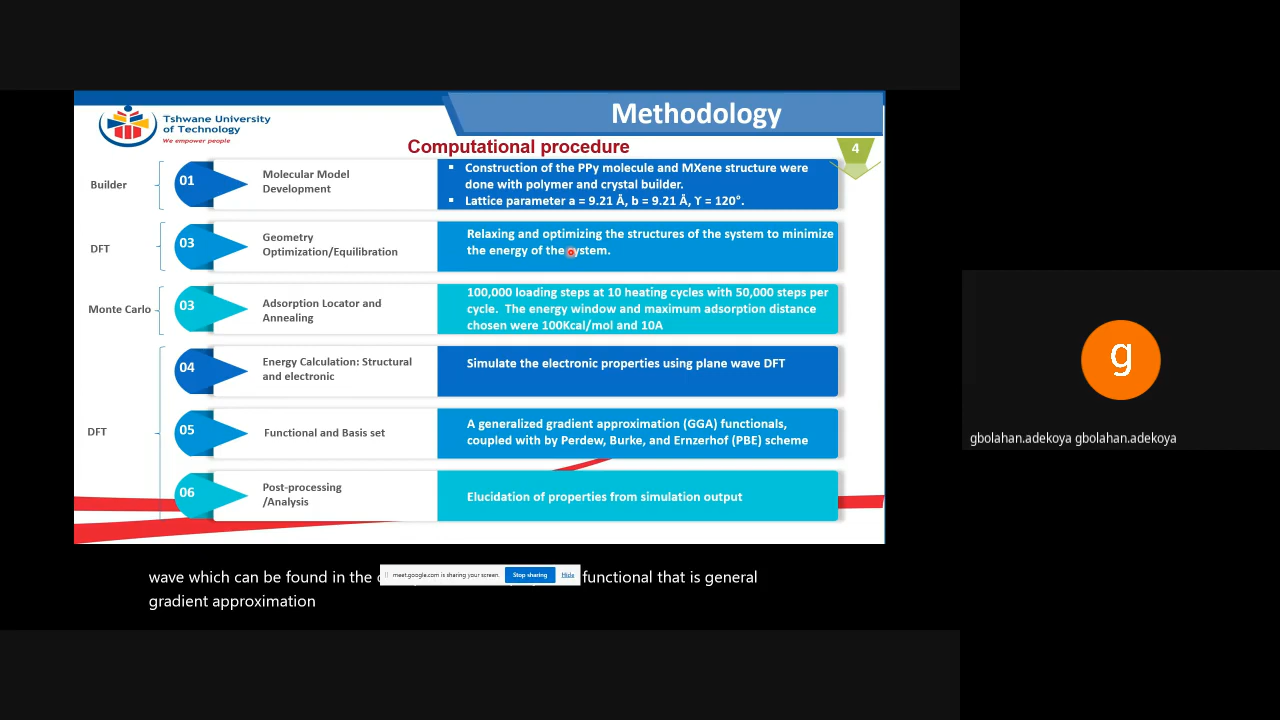 Methodology
Tshwane University
of Technology
We empower people
Computational procedure
4
Builder
01
Molecular Model
Development
▪ Construction of the PPy molecule and MXene structure were
done with polymer and crystal builder.
▪ Lattice parameter a = 9.21 Å, b = 9.21 Å, ϒ = 120°.
DFT
03
Geometry
Optimization/Equilibration
Relaxing and optimizing the structures of the system to minimize
the energy of the system.
Monte Carlo
03
Adsorption Locator and
Annealing
100,000 loading steps at 10 heating cycles with 50,000 steps per
cycle. The energy window and maximum adsorption distance
chosen were 100Kcal/mol and 10A
04
Energy Calculation: Structural
and electronic
Simulate the electronic properties using plane wave DFT
DFT
05
Functional and Basis set
A generalized gradient approximation (GGA) functionals,
coupled with by Perdew, Burke, and Ernzerhof (PBE) scheme
06
Post-processing
/Analysis
Elucidation of properties from simulation output
g
gbolahan.adekoya gbolahan.adekoya
wave which can be found in the functional that is general
meet.google.com is sharing your screen. Stop sharing Hide
gradient approximation